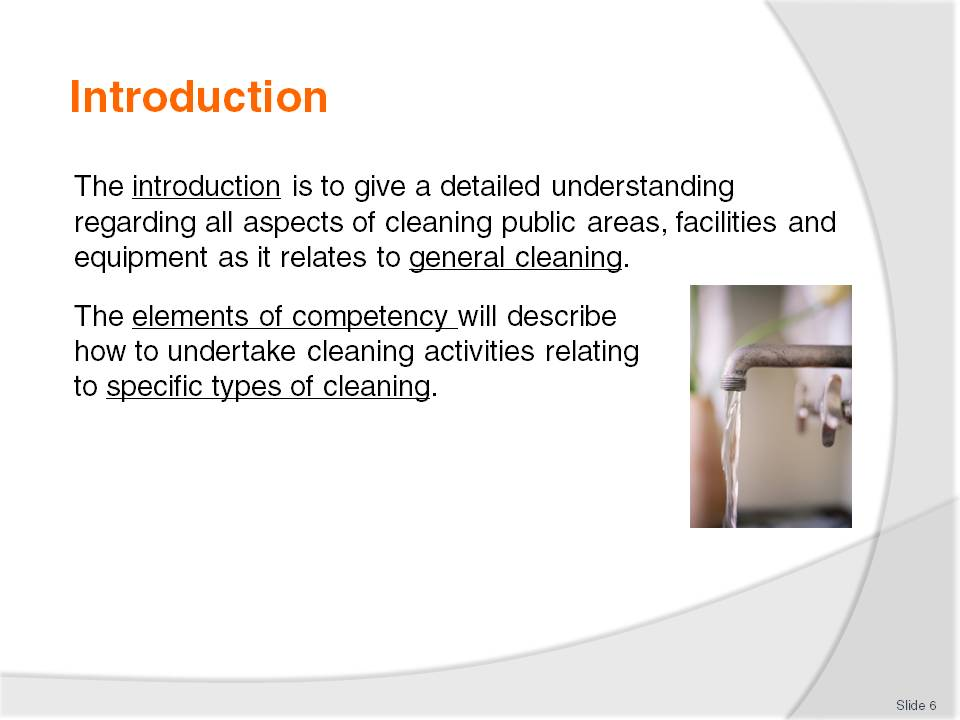 Introduction
The introduction is to give a detailed understanding
regarding all aspects of cleaning public areas, facilities and
equipment as it relates to general cleaning.
The elements of competency will describe
how to undertake cleaning activities relating
to specific types of cleaning.
Slide 6